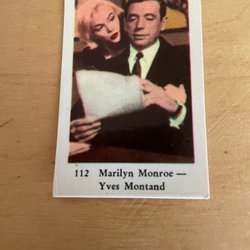 112 Marilyn Monroe —
Yves Montand